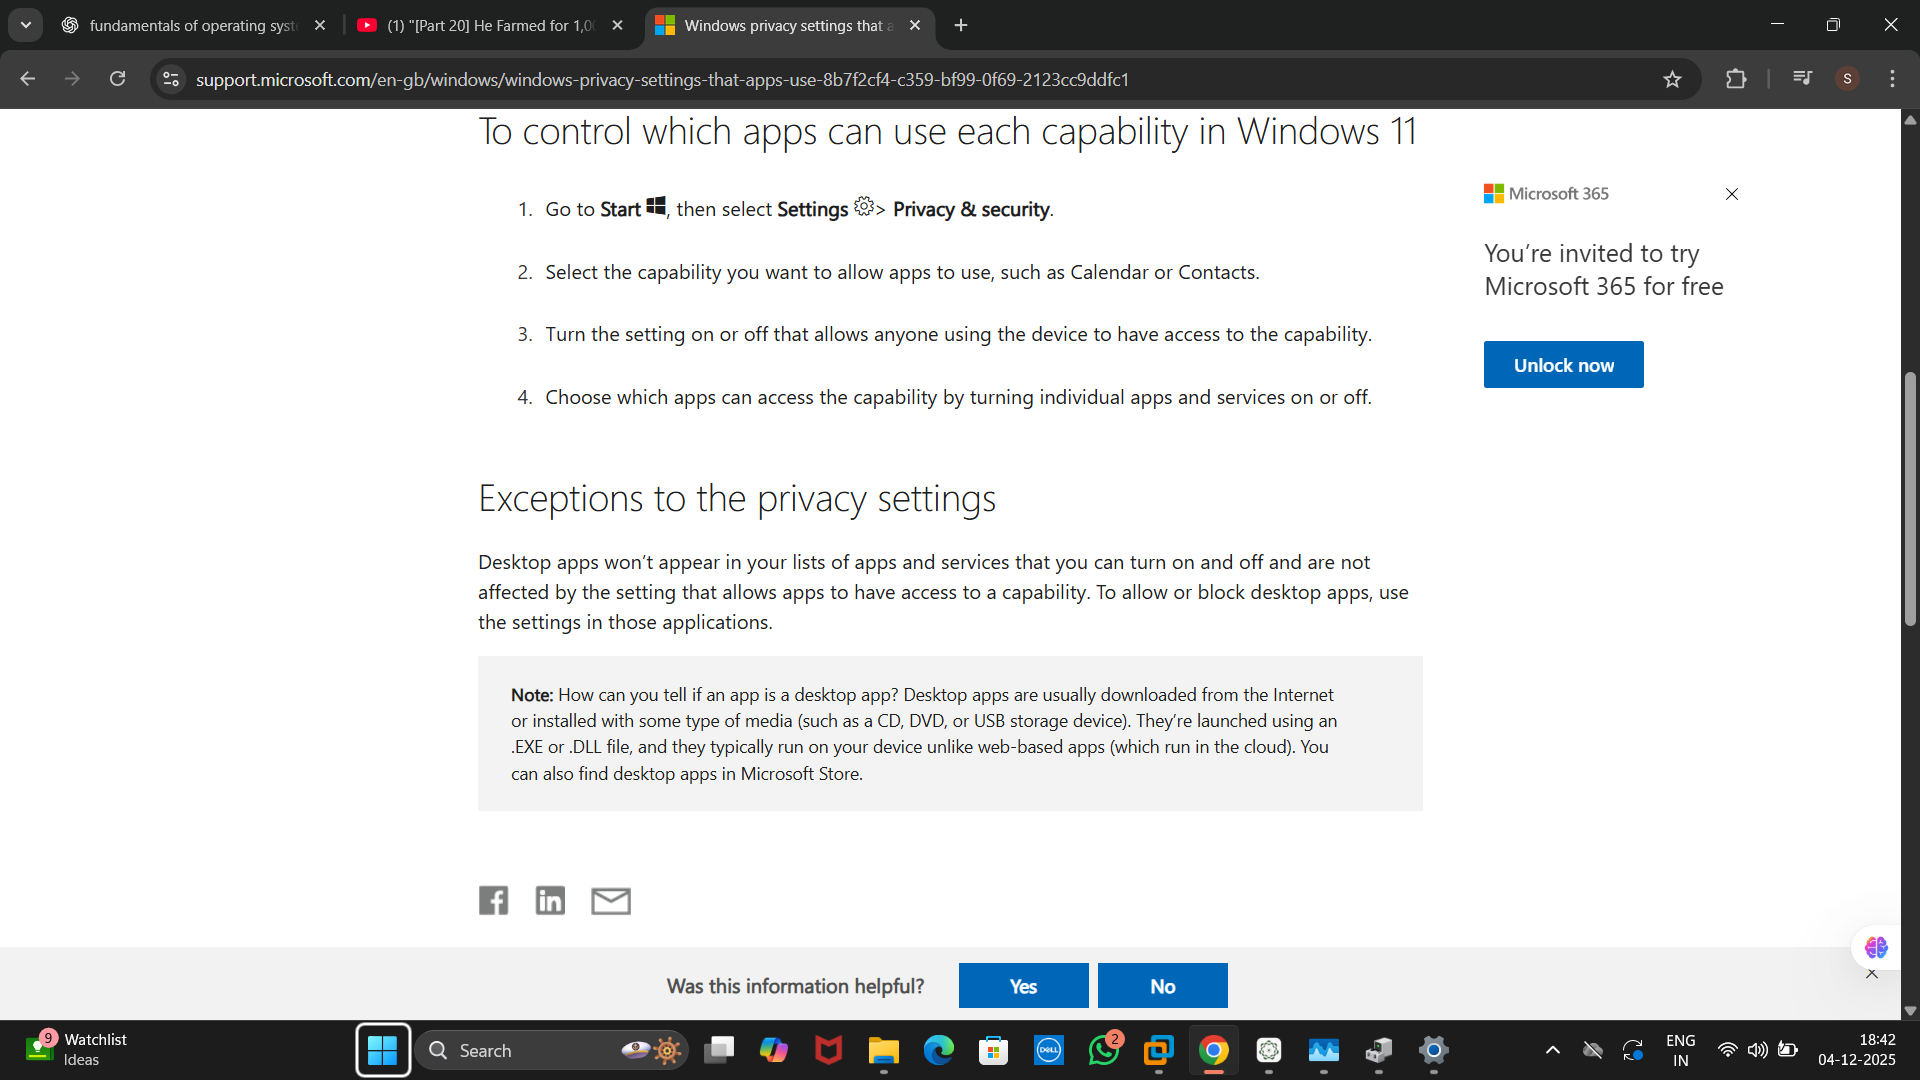 fundamentals of operating syst
(1) "[Part 20] He Farmed for 1,00
Windows privacy settings that a
support.microsoft.com/en-gb/windows/windows-privacy-settings-that-apps-use-8b7f2cf4-c359-bf99-0f69-2123cc9ddfc1
S
To control which apps can use each capability in Windows 11
1. Go to Start , then select Settings > Privacy & security.
2. Select the capability you want to allow apps to use, such as Calendar or Contacts.
3. Turn the setting on or off that allows anyone using the device to have access to the capability.
4. Choose which apps can access the capability by turning individual apps and services on or off.
Microsoft 365
You’re invited to try
Microsoft 365 for free
Unlock now
Exceptions to the privacy settings
Desktop apps won’t appear in your lists of apps and services that you can turn on and off and are not
affected by the setting that allows apps to have access to a capability. To allow or block desktop apps, use
the settings in those applications.
Note: How can you tell if an app is a desktop app? Desktop apps are usually downloaded from the Internet
or installed with some type of media (such as a CD, DVD, or USB storage device). They’re launched using an
.EXE or .DLL file, and they typically run on your device unlike web-based apps (which run in the cloud). You
can also find desktop apps in Microsoft Store.
Was this information helpful?
Yes
No
9
Watchlist
Ideas
Search
DELL
2
ENG
IN
18:42
04-12-2025